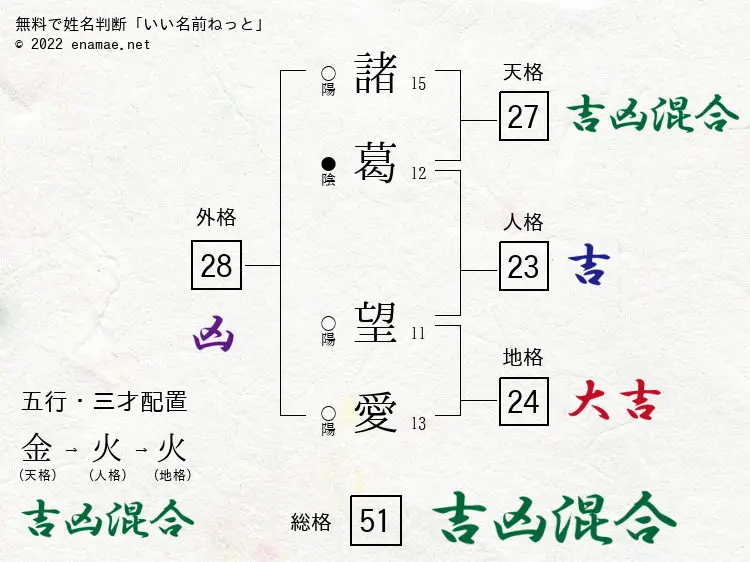 無料で姓名判断「いい名前ねっと」
© 2022 enamae.net
天格
27
吉凶混合
○
陽
諸
15
●
陰
葛
12
人格
23
吉
外格
28
凶
○
陽
望
11
地格
24
大吉
○
陽
愛
13
五行・三才配置
金→火→火
(天格) (人格) (地格)
吉凶混合
総格
51
吉凶混合